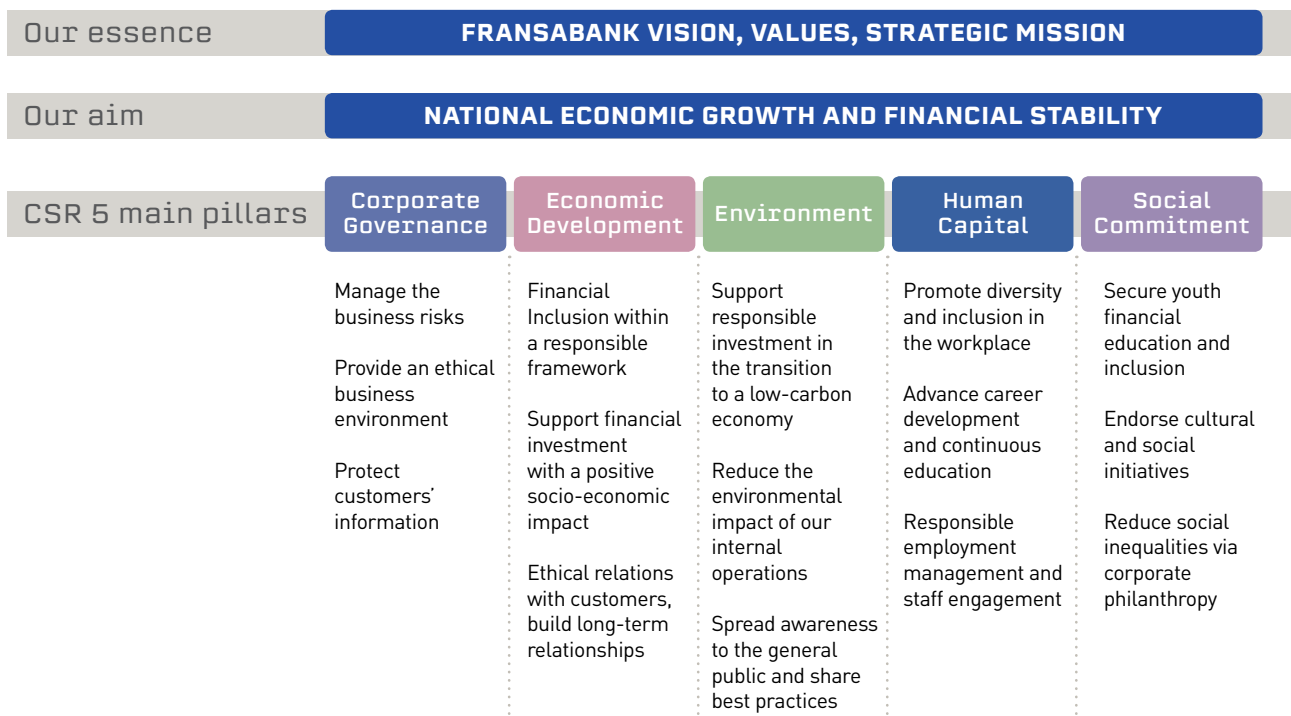 Our essence
FRANSABANK VISION, VALUES, STRATEGIC MISSION
Our aim
NATIONAL ECONOMIC GROWTH AND FINANCIAL STABILITY
CSR 5 main pillars
Corporate
Governance
Economic
Development
Environment
Human
Capital
Social
Commitment
Manage the
business risks
Provide an ethical
business
environment
Protect
customers'
information
Financial
Inclusion within
a responsible
framework
Support financial
investment
with a positive
socio-economic
impact
Ethical relations
with customers,
build long-term
relationships
Support
responsible
investment in
the transition
to a low-carbon
economy
Reduce the
environmental
impact of our
internal
operations
Spread awareness
to the general
public and share
best practices
Promote diversity
and inclusion in
the workplace
Advance career
development
and continuous
education
Responsible
employment
management and
staff engagement
Secure youth
financial
education and
inclusion
Endorse cultural
and social
initiatives
Reduce social
inequalities via
corporate
philanthropy